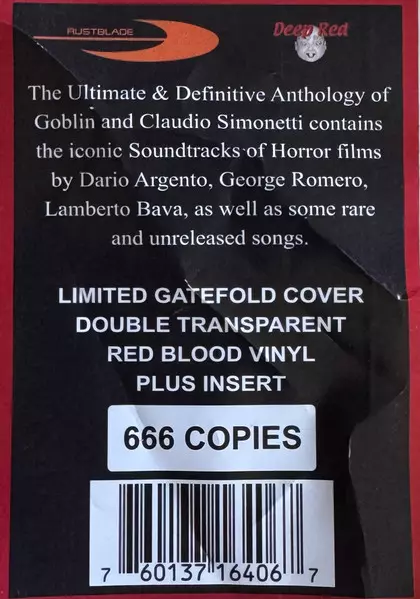 RUSTBLADE
Deep Red
The Ultimate & Definitive Anthology of
Goblin and Claudio Simonetti contains
the iconic Soundtracks of Horror films
by Dario Argento, George Romero,
Lamberto Bava, as well as some rare
and unreleased songs.
LIMITED GATEFOLD COVER
DOUBLE TRANSPARENT
RED BLOOD VINYL
PLUS INSERT
666 COPIES
7 60137 16406 7